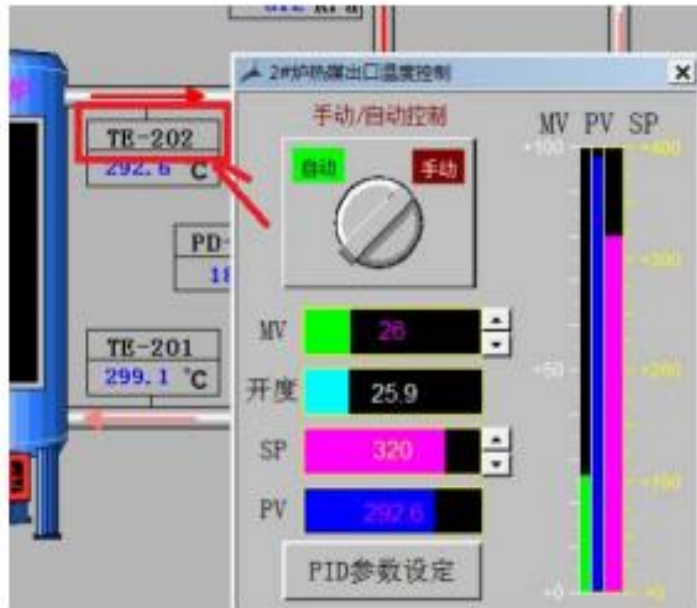 2#炉热媒出口温度控制
手动/自动控制
MV PV SP
TE-202
292.6 ℃
自动
手动
+100
+400
PD-
18
+300
MV
26
TE-201
299.1 ℃
+50
+200
开度
25.9
SP
320
+100
PV
292.6
PID参数设定
+0
+0